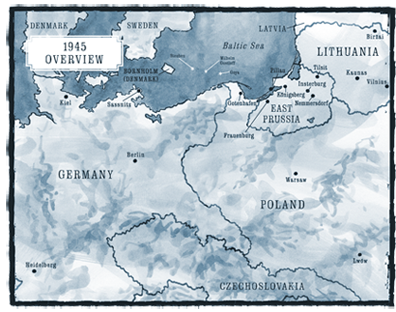 DENMARK
SWEDEN
LATVIA
1945
OVERVIEW
Baltic Sea
LITHUANIA
Biržai
BORNHOLM
(DENMARK)
Pillau
Tilsit
Kaunas
Vilnius
Insterburg
Königsberg
Nemmersdorf
Kiel
Sassnitz
Gotenhafen
EAST
PRUSSIA
Frauenburg
Berlin
GERMANY
Warsaw
POLAND
Heidelberg
Lwów
CZECHOSLOVAKIA